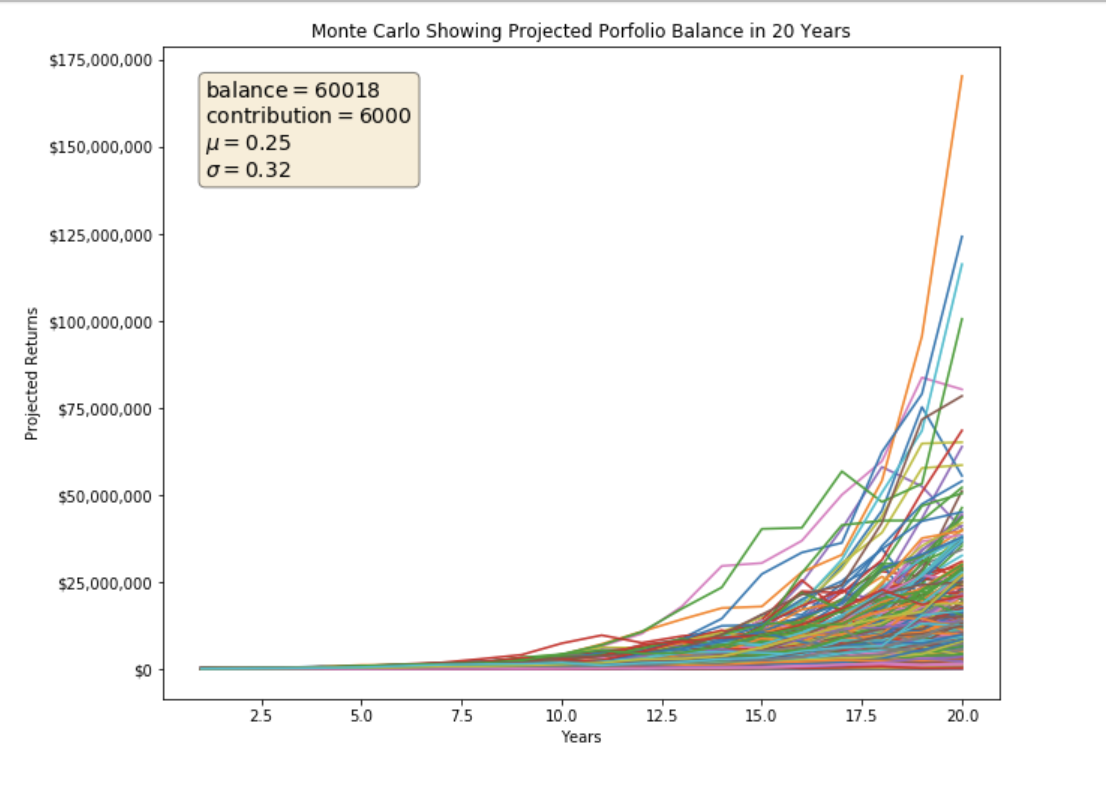 Monte Carlo Showing Projected Porfolio Balance in 20 Years
$175,000,000
$150,000,000
$125,000,000
$100,000,000
$75,000,000
$50,000,000
$25,000,000
$0
balance = 60018
contribution = 6000
μ = 0.25
σ = 0.32
Projected Returns
2.5 5.0 7.5 10.0 12.5 15.0 17.5 20.0
Years